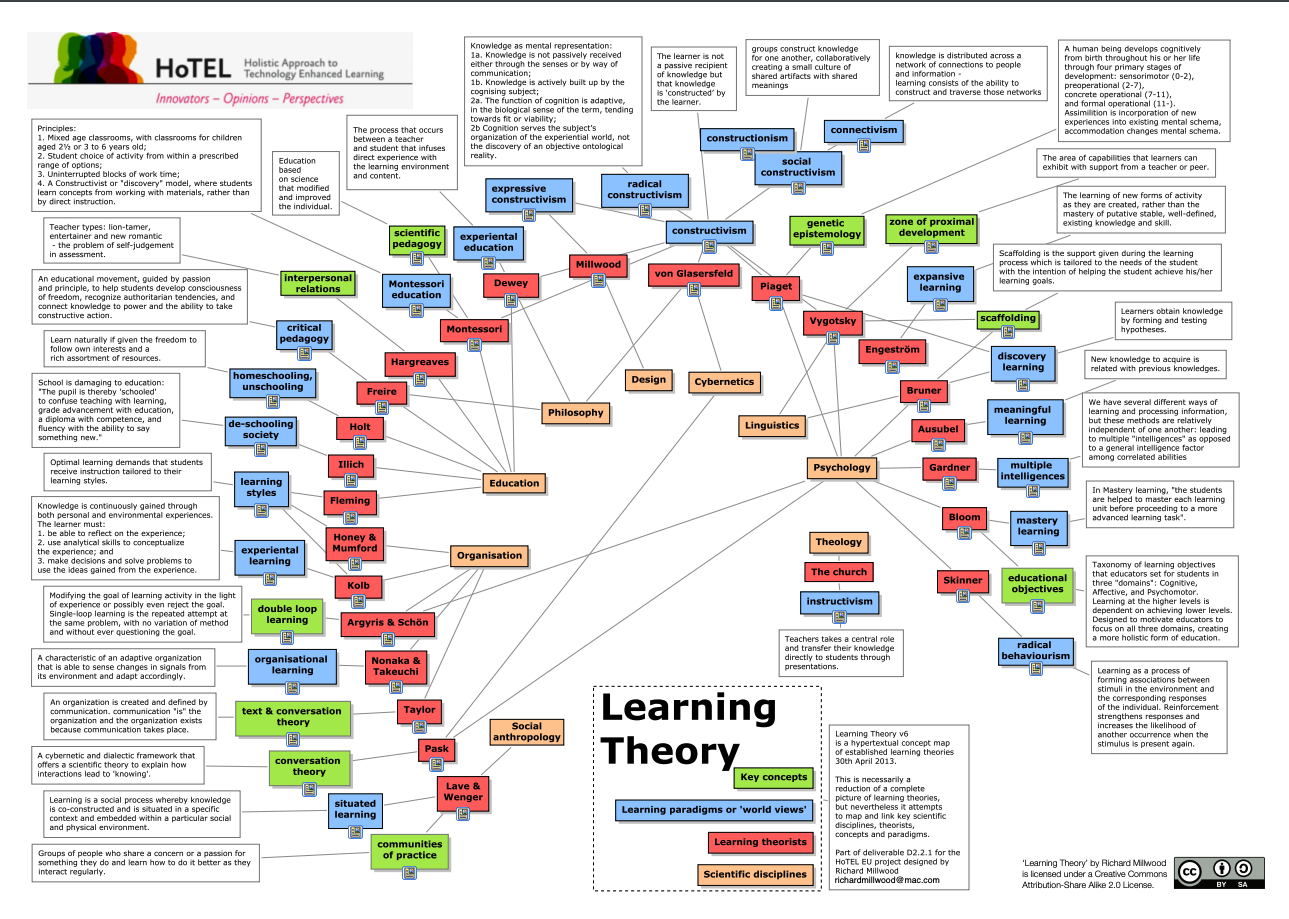 HoTEL
Holistic Approach to
Technology Enhanced Learning
Innovators – Opinions – Perspectives
Knowledge as mental representation:
1a. Knowledge is not passively received
either through the senses or by way of
communication;
1b. Knowledge is actively built up by the
cognising subject;
2a. The function of cognition is adaptive,
in the biological sense of the term, tending
towards fit or viability;
2b Cognition serves the subject's
organization of the experiential world, not
the discovery of an objective ontological
reality.
The learner is not
a passive recipient
of knowledge but
that knowledge
is 'constructed' by
the learner.
groups construct knowledge
for one another, collaboratively
creating a small culture of
shared artifacts with shared
meanings
knowledge is distributed across a
network of connections to people
and information -
learning consists of the ability to
construct and traverse those networks
A human being develops cognitively
from birth throughout his or her life
through four primary stages of
development: sensorimotor (0-2),
preoperational (2-7),
concrete operational (7-11),
and formal operational (11-).
Assimilition is incorporation of new
experiences into existing mental schema,
accommodation changes mental schema.
Principles:
1. Mixed age classrooms, with classrooms for children
aged 2½ or 3 to 6 years old;
2. Student choice of activity from within a prescribed
range of options;
3. Uninterrupted blocks of work time;
4. A Constructivist or "discovery" model, where students
learn concepts from working with materials, rather than
by direct instruction.
Education
based
on science
that modified
and improved
the individual.
The process that occurs
between a teacher
and student that infuses
direct experience with
the learning environment
and content.
The area of capabilities that learners can
exhibit with support from a teacher or peer.
The learning of new forms of activity
as they are created, rather than the
mastery of putative stable, well-defined,
existing knowledge and skill.
Scaffolding is the support given during the learning
process which is tailored to the needs of the student
with the intention of helping the student achieve his/her
learning goals.
Learners obtain knowledge
by forming and testing
hypotheses.
New knowledge to acquire is
related with previous knowledges.
We have several different ways of
learning and processing information,
but these methods are relatively
independent of one another: leading
to multiple "intelligences" as opposed
to a general intelligence factor
among correlated abilities
In Mastery learning, "the students
are helped to master each learning
unit before proceeding to a more
advanced learning task".
Taxonomy of learning objectives
that educators set for students in
three "domains": Cognitive,
Affective, and Psychomotor.
Learning at the higher levels is
dependent on achieving lower levels.
Designed to motivate educators to
focus on all three domains, creating
a more holistic form of education.
Learning as a process of
forming associations between
stimuli in the environment and
the corresponding responses
of the individual. Reinforcement
strengthens responses and
increases the likelihood of
another occurrence when the
stimulus is present again.
Teacher types: lion-tamer,
entertainer and new romantic
- the problem of self-judgement
in assessment.
An educational movement, guided by passion
and principle, to help students develop consciousness
of freedom, recognize authoritarian tendencies, and
connect knowledge to power and the ability to take
constructive action.
Learn naturally if given the freedom to
follow own interests and a
rich assortment of resources.
School is damaging to education:
"The pupil is thereby 'schooled'
to confuse teaching with learning,
grade advancement with education,
a diploma with competence, and
fluency with the ability to say
something new."
Optimal learning demands that students
receive instruction tailored to their
learning styles.
Knowledge is continuously gained through
both personal and environmental experiences.
The learner must:
1. be able to reflect on the experience;
2. use analytical skills to conceptualize
the experience; and
3. make decisions and solve problems to
use the ideas gained from the experience.
Modifying the goal of learning activity in the light
of experience or possibly even reject the goal.
Single-loop learning is the repeated attempt at
the same problem, with no variation of method
and without ever questioning the goal.
A characteristic of an adaptive organization
that is able to sense changes in signals from
its environment and adapt accordingly.
An organization is created and defined by
communication. communication "is" the
organization and the organization exists
because communication takes place.
A cybernetic and dialectic framework that
offers a scientific theory to explain how
interactions lead to 'knowing'.
Learning is a social process whereby knowledge
is co-constructed and is situated in a specific
context and embedded within a particular social
and physical environment.
Groups of people who share a concern or a passion for
something they do and learn how to do it better as they
interact regularly.
constructionism
connectivism
social
constructivism
expressive
constructivism
radical
constructivism
constructivism
genetic
epistemology
zone of proximal
development
scientific
pedagogy
experiential
education
interpersonal
relations
Montessori
education
Dewey
Millwood
von Glasersfeld
Piaget
expansive
learning
critical
pedagogy
Montessori
Vygotsky
scaffolding
Hargreaves
Engeström
discovery
learning
homeschooling,
unschooling
Freire
Design
Cybernetics
Bruner
de-schooling
society
Holt
Philosophy
Linguistics
Ausubel
meaningful
learning
Illich
Education
Psychology
Gardner
multiple
intelligences
learning
styles
Fleming
Bloom
mastery
learning
Honey &
Mumford
Organisation
Theology
experiential
learning
Kolb
The church
Skinner
educational
objectives
double loop
learning
Argyris & Schön
instructivism
radical
behaviourism
Teachers takes a central role
and transfer their knowledge
directly to students through
presentations.
organisational
learning
Nonaka &
Takeuchi
text & conversation
theory
Taylor
Social
anthropology
conversation
theory
Pask
situated
learning
Lave &
Wenger
communities
of practice
Learning
Theory
Key concepts
Learning paradigms or 'world views'
Learning theorists
Scientific disciplines
Learning Theory v6
is a hypertextual concept map
of established learning theories
30th April 2013.
This is necessarily a
reduction of a complete
picture of learning theories,
but nevertheless it attempts
to map and link key scientific
disciplines, theorists,
concepts and paradigms.
Part of deliverable D2.2.1 for the
HoTEL EU project designed by
Richard Millwood
richardmillwood@mac.com
'Learning Theory' by Richard Millwood
is licensed under a Creative Commons
Attribution-Share Alike 2.0 License.
cc
BY SA